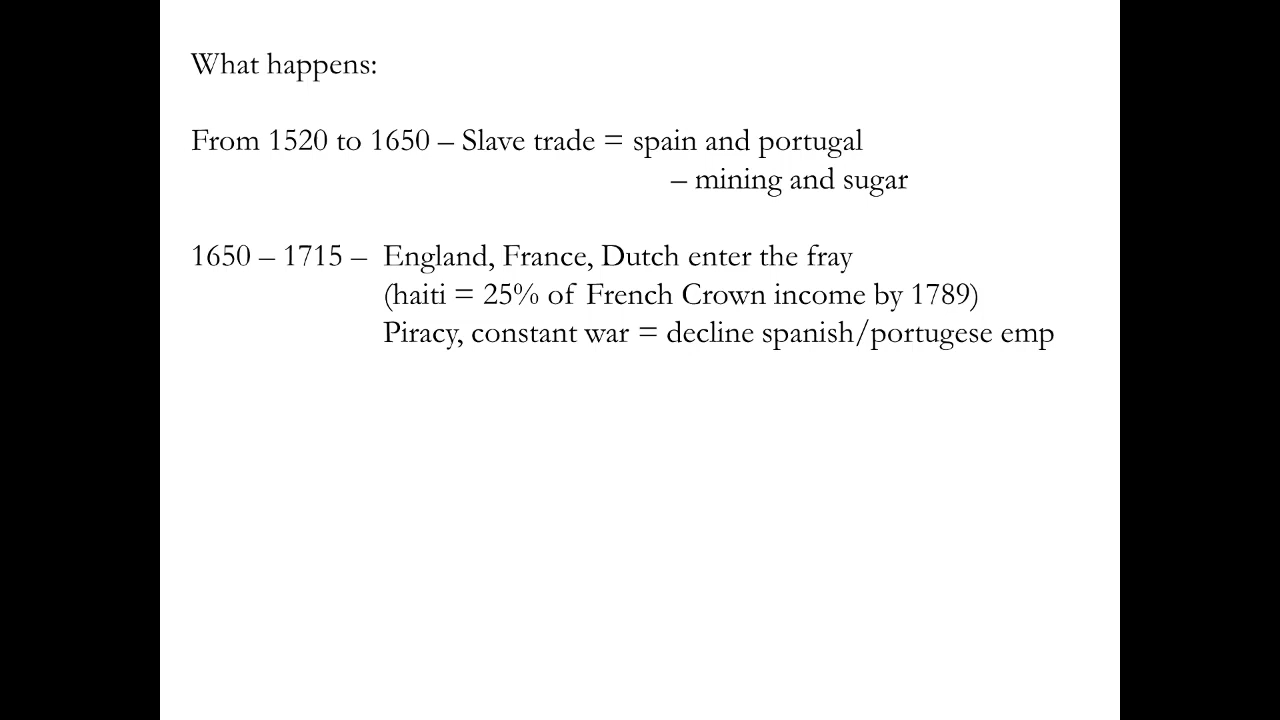 What happens:
From 1520 to 1650 – Slave trade = spain and portugal
– mining and sugar
1650 – 1715 – England, France, Dutch enter the fray
(haiti = 25% of French Crown income by 1789)
Piracy, constant war = decline spanish/portugese emp